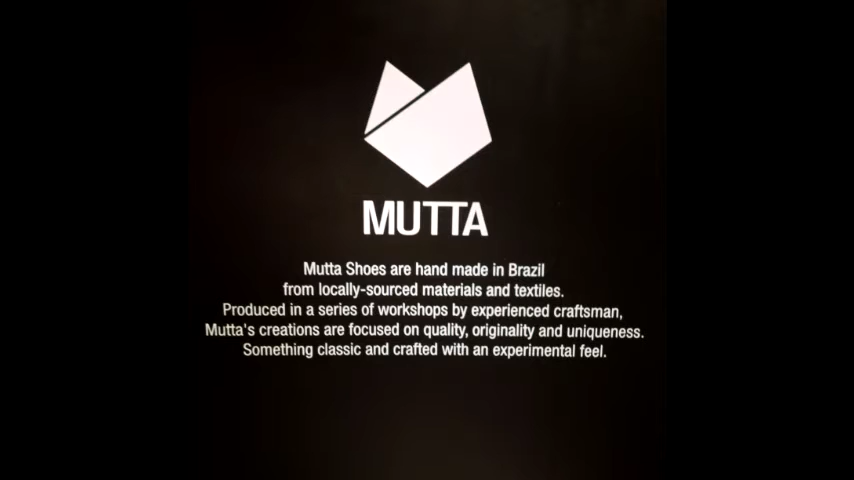 MUTTA
Mutta Shoes are hand made in Brazil
from locally-sourced materials and textiles.
Produced in a series of workshops by experienced craftsman,
Mutta's creations are focused on quality, originality and uniqueness.
Something classic and crafted with an experimental feel.